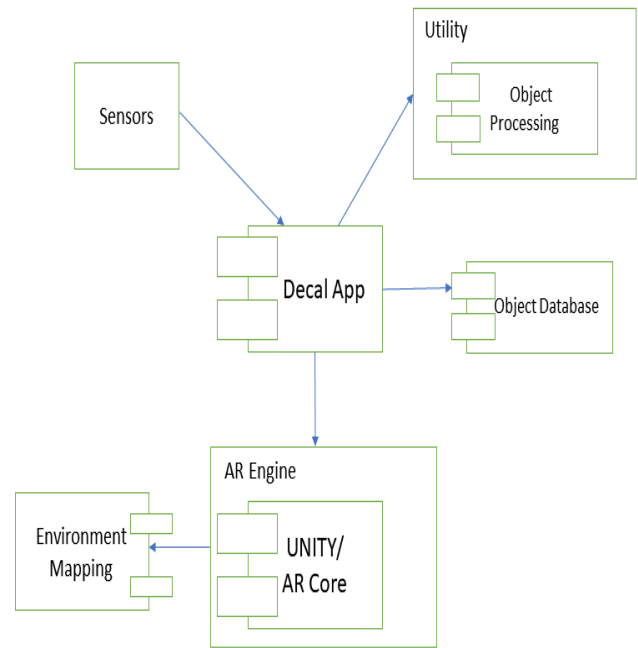 Utility
Object
Processing
Sensors
Decal App
Object Database
AR Engine
UNITY/
AR Core
Environment
Mapping